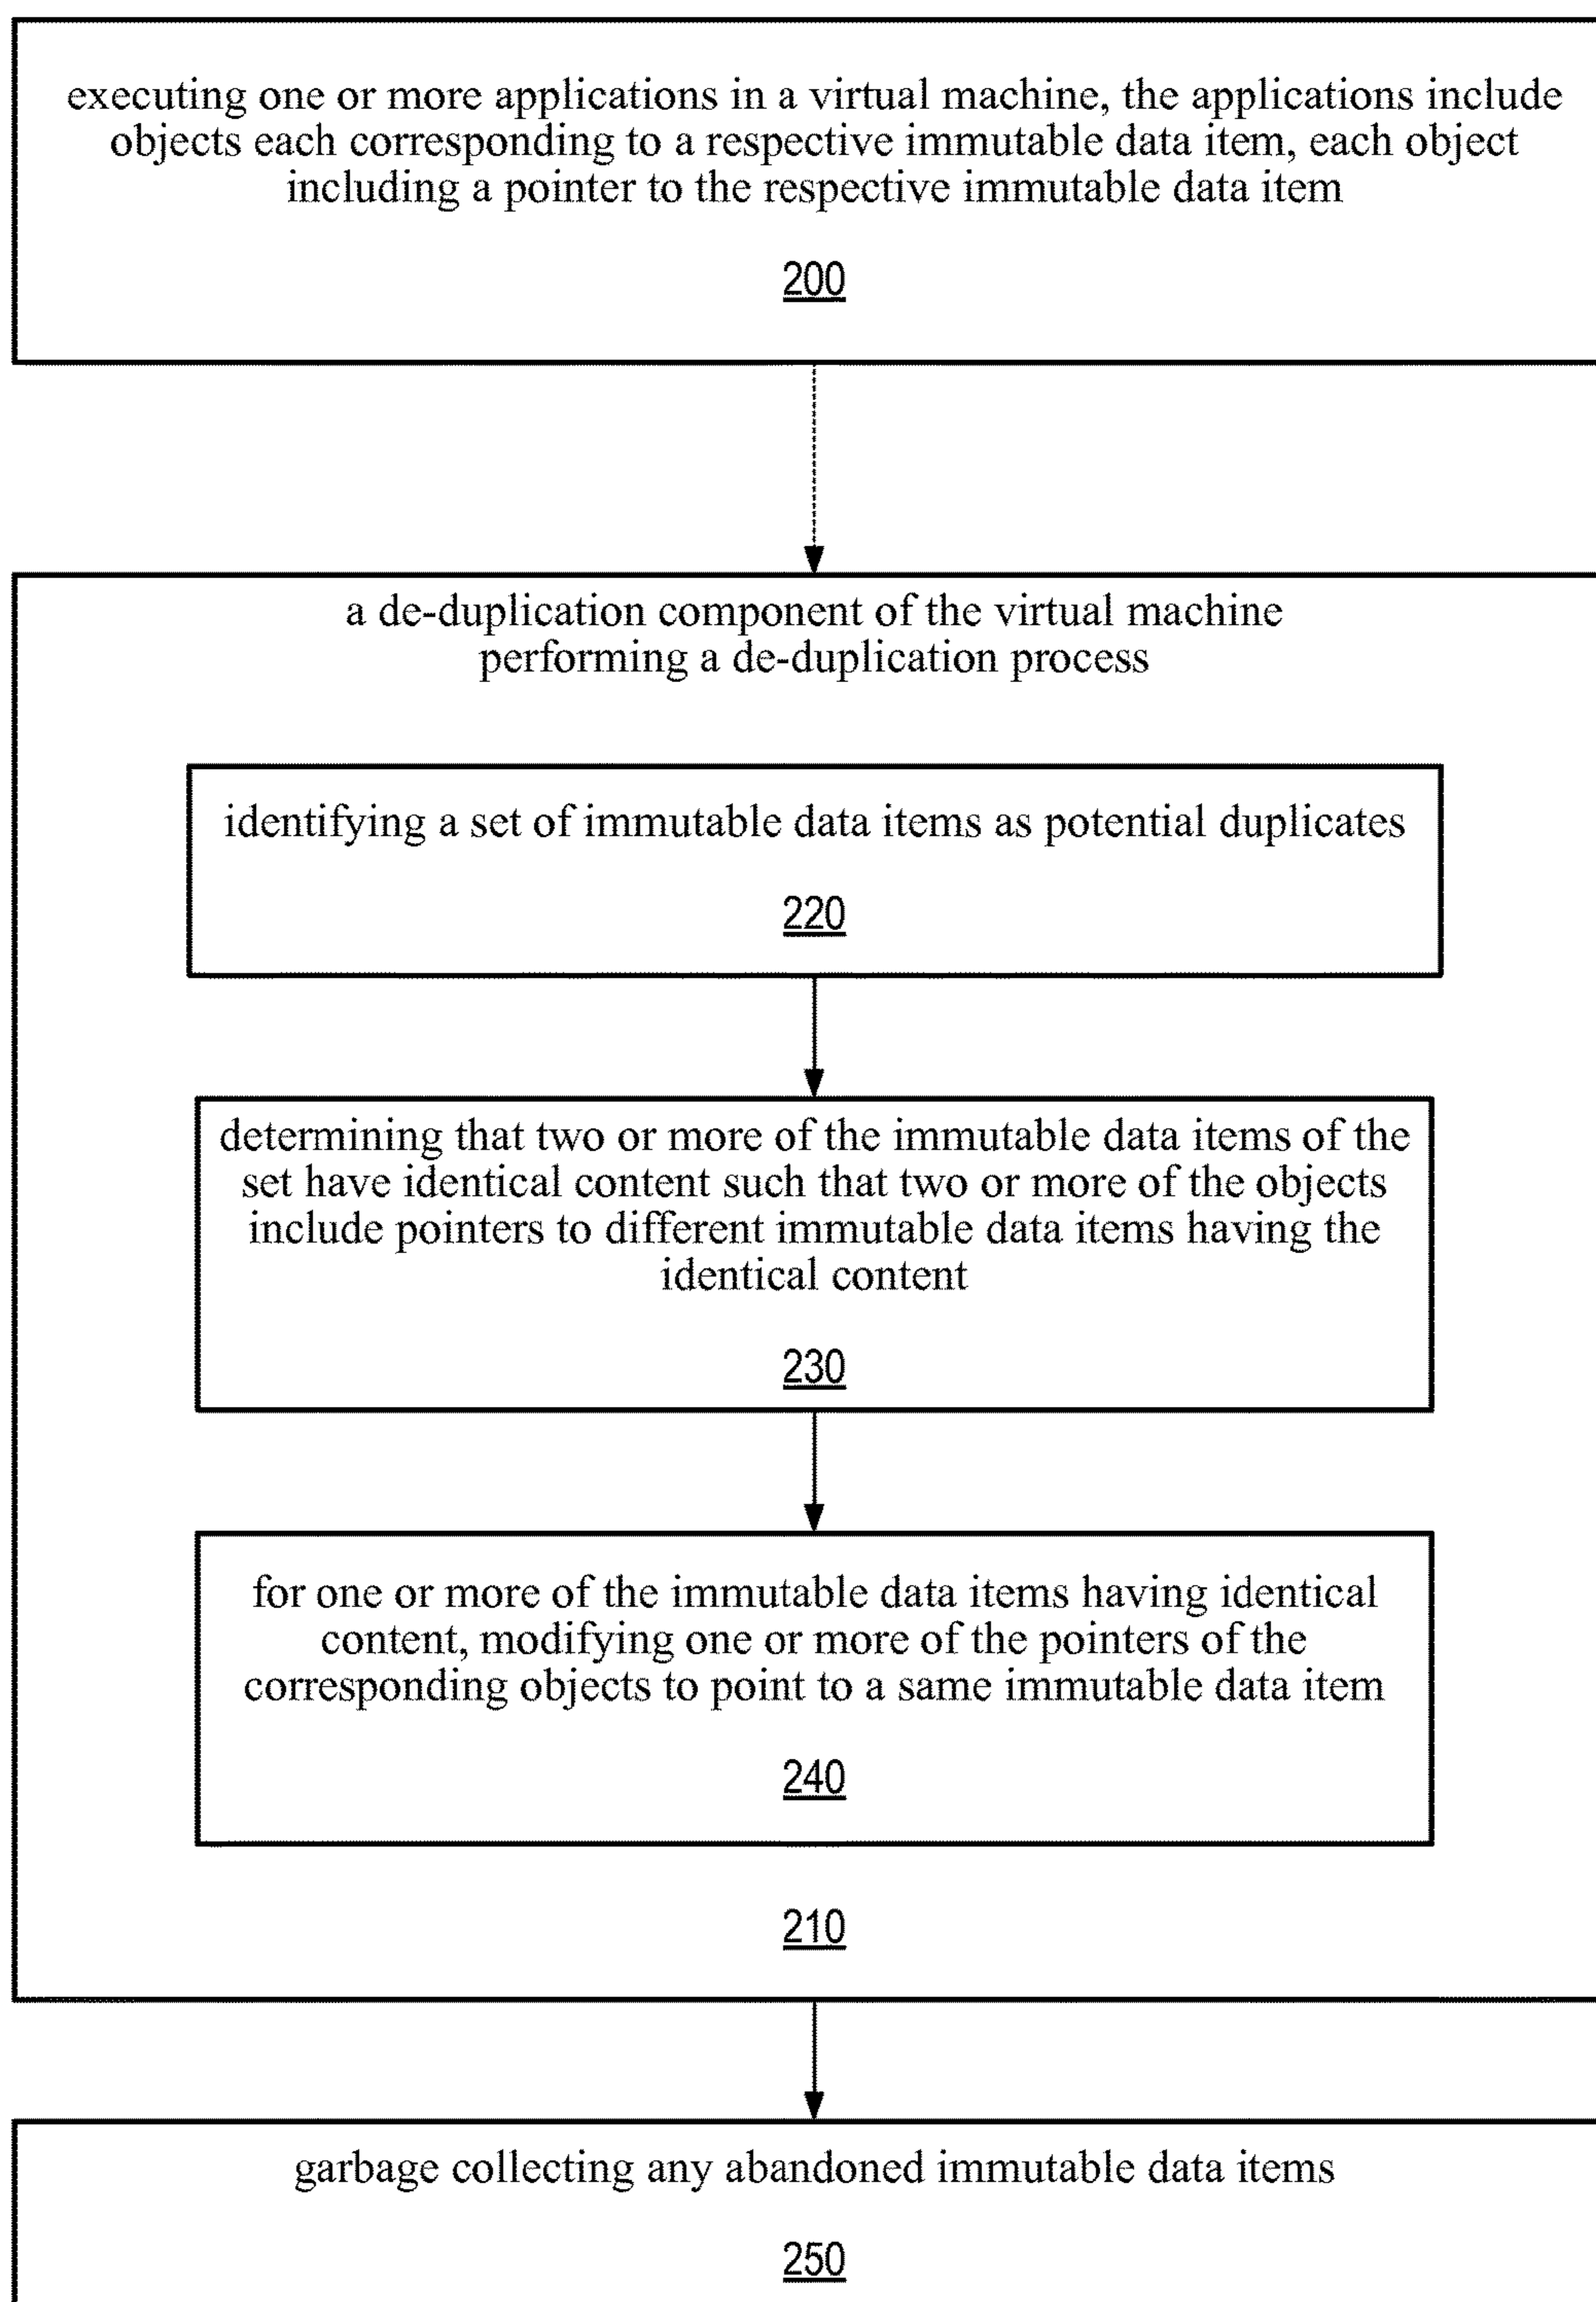 executing one or more applications in a virtual machine, the applications include
objects each corresponding to a respective immutable data item, each object
including a pointer to the respective immutable data item
200
a de-duplication component of the virtual machine
performing a de-duplication process
identifying a set of immutable data items as potential duplicates
220
determining that two or more of the immutable data items of the
set have identical content such that two or more of the objects
include pointers to different immutable data items having the
identical content
230
for one or more of the immutable data items having identical
content, modifying one or more of the pointers of the
corresponding objects to point to a same immutable data item
240
210
garbage collecting any abandoned immutable data items
250